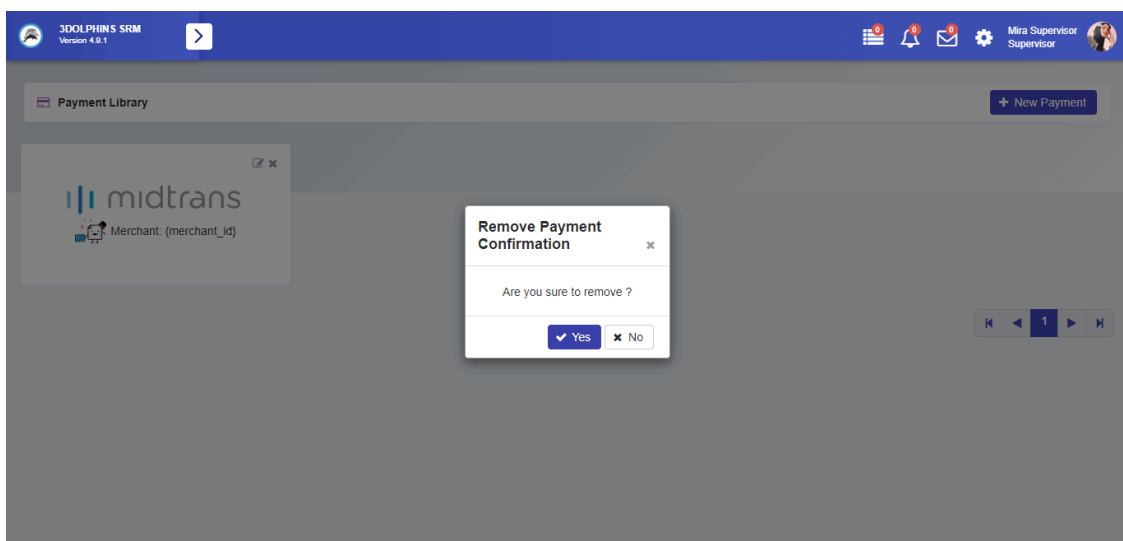 3DOLPHINS SRM
Version 4.9.1
0
0
0
Mira Supervisor
Supervisor
Payment Library
New Payment
midtrans
Merchant: {merchant_id}
Remove Payment
Confirmation
Are you sure to remove ?
Yes
No
1